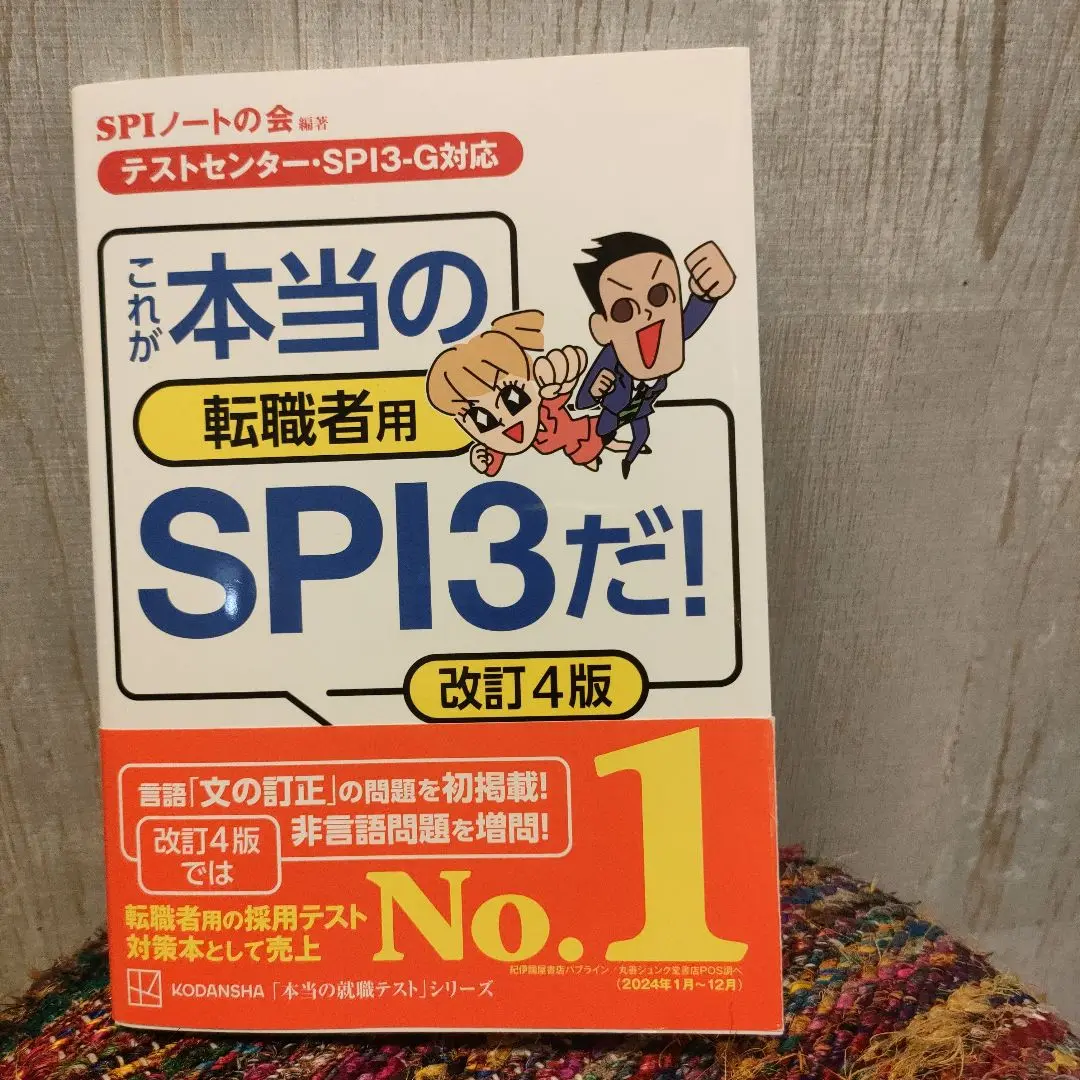 SPIノートの会 編著
テストセンター・SPI3-G対応
これが
本当の
転職者用
SPI3だ!
改訂4版
言語「文の訂正」の問題を初掲載!
非言語問題を増問!
改訂4版
では
転職者用の採用テスト
対策本として売上
No.1
紀伊國屋書店パブライン/丸善ジュンク堂書店POS調べ
(2024年1月~12月)
KODANSHA「本当の就職テスト」シリーズ